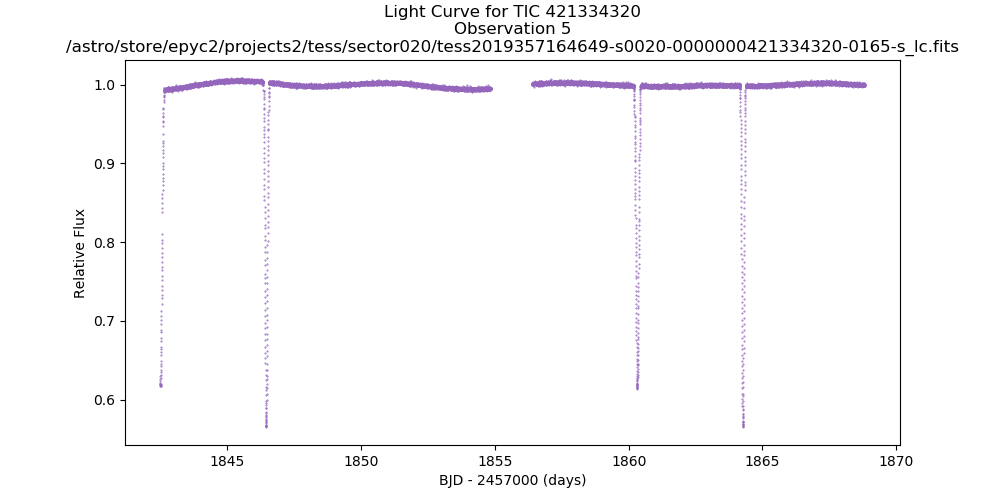 Light Curve for TIC 421334320
Observation 5
/astro/store/epyc2/projects2/tess/sector020/tess2019357164649-s0020-0000000421334320-0165-s_lc.fits
1.0
0.9
0.8
0.7
0.6
Relative Flux
1845
1850
1855
1860
1865
1870
BJD - 2457000 (days)